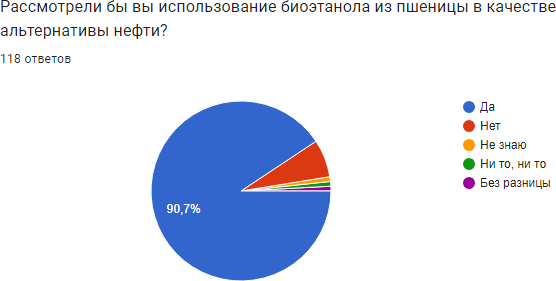 Рассмотрели бы вы использование биоэтанола из пшеницы в качестве
альтернативы нефти?
118 ответов
Да
Нет
Не знаю
Ни то, ни то
Без разницы
90,7%